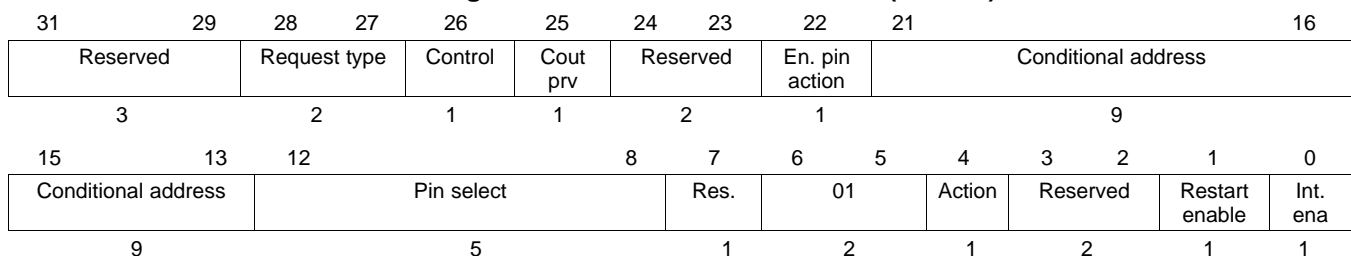 31 29 28 27 26 25 24 23 22 21 16
Reserved Request type Control Cout prv Reserved En. pin action Conditional address
3 2 1 1 2 1 9
15 13 12 8 7 6 5 4 3 2 1 0
Conditional address Pin select Res. 01 Action Reserved Restart enable Int. ena
9 5 1 2 1 2 1 1